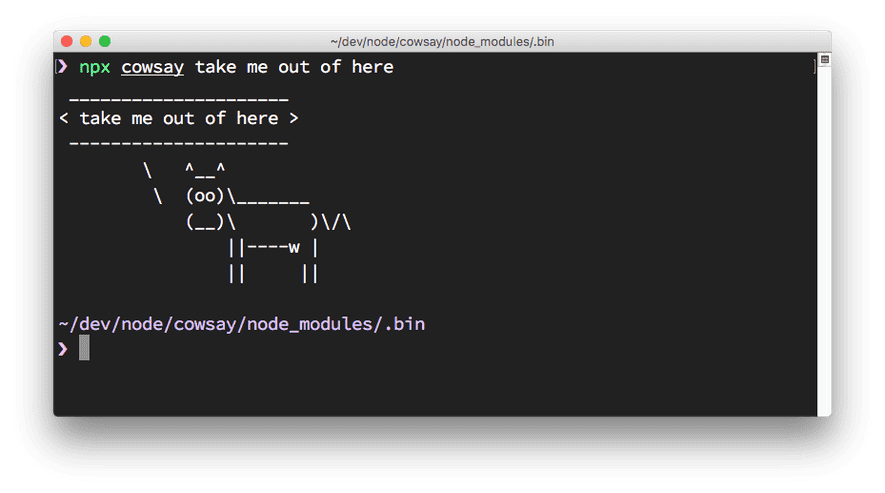 ~/dev/node/cowsay/node_modules/.bin
❯ npx cowsay take me out of here
 _____________________
< take me out of here >
 ---------------------
        \   ^__^
         \  (oo)\_______
            (__)\       )\/\
                ||----w |
                ||     ||
~/dev/node/cowsay/node_modules/.bin
❯